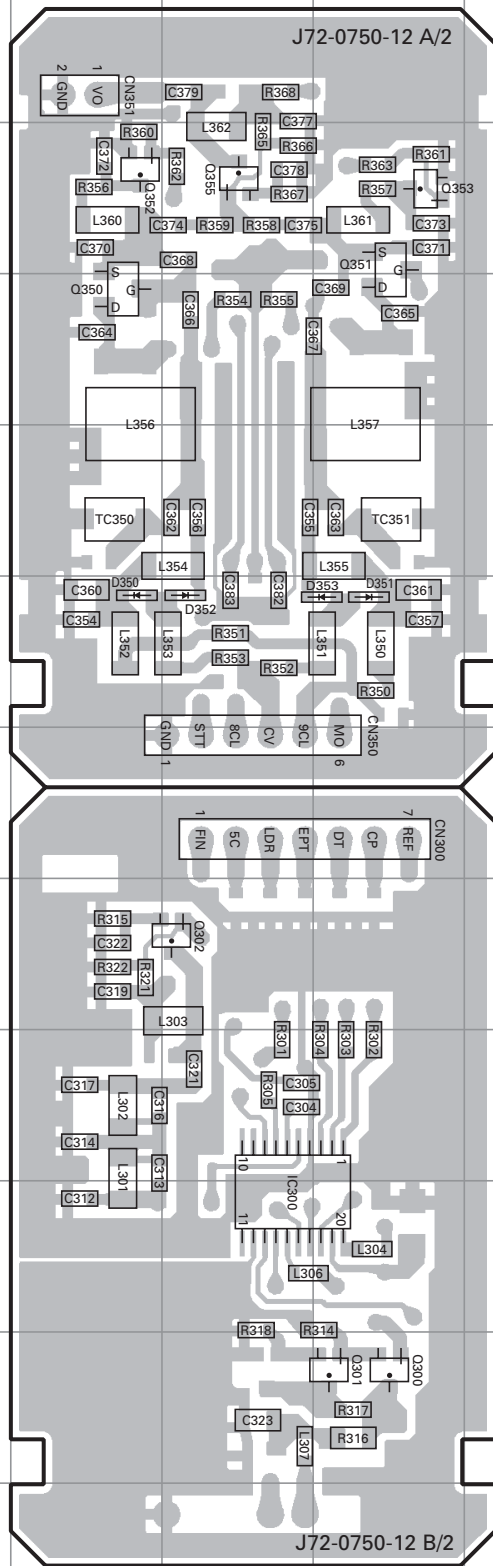 J72-0750-12 A/2
2 1 CN351
GND VO
C379 R368
L362 R365 C377
R360 R366
C372 R362 Q355 C378 R363 R361
R356 Q352 R367 R357 Q353
L360 C374 R359 R358 C375 L361 C373
C370 C368 Q351 S G D C371
Q350 S G D C369
C366 R354 R355 C365
C364 C367
L356 L357
TC350 C362 C356 C355 C363 TC351
L354 L355
C360 D350 D352 C383 C382 D353 D351 C361
C354 L352 L353 R351 L351 L350 C357
R353 R352
R350
GND 1 STT 8CL CV 9CL MO 6 CN350
1 7 CN300
FIN 5C LDR EPT DT CP REF
R315 Q302
C322
R322 R321
C319
L303
R301 R304 R303 R302
C321
C317 L302 C316 R305 C305
C304
C314
L301 C313 10 1
IC300
C312 11 20
L304
L306
R318 R314
Q301 Q300
R317
C323 L307 R316
J72-0750-12 B/2